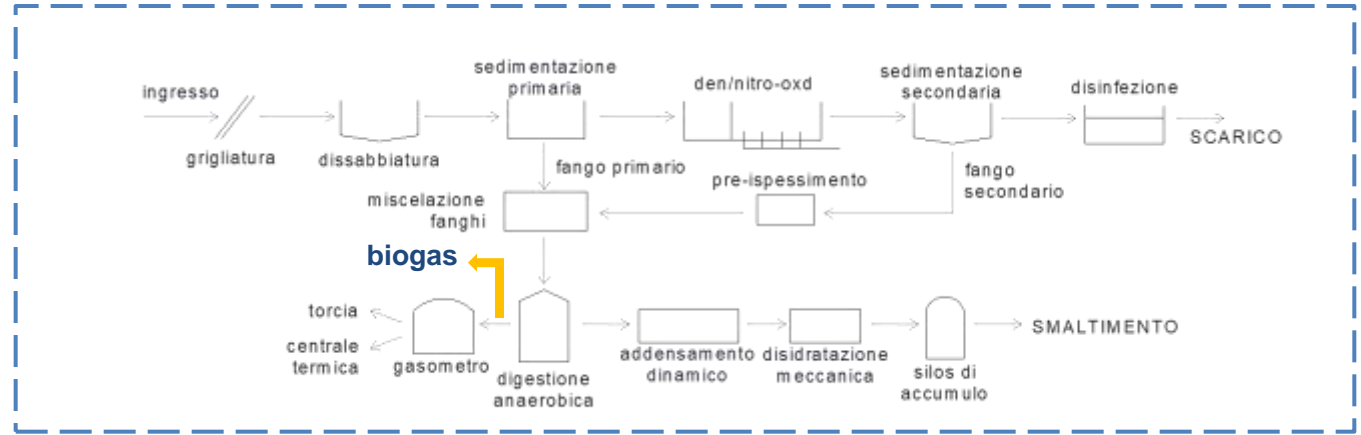 ingresso
grigliatura
dissabbiatura
sedimentazione
primaria
den/nitro-oxd
sedimentazione
secondaria
disinfezione
SCARICO
fango primario
pre-ispessimento
fango
secondario
miscelazione
fanghi
biogas
torcia
centrale
termica
gasometro
digestione
anaerobica
addensamento
dinamico
disidratazione
meccanica
silos di
accumulo
SMALTIMENTO